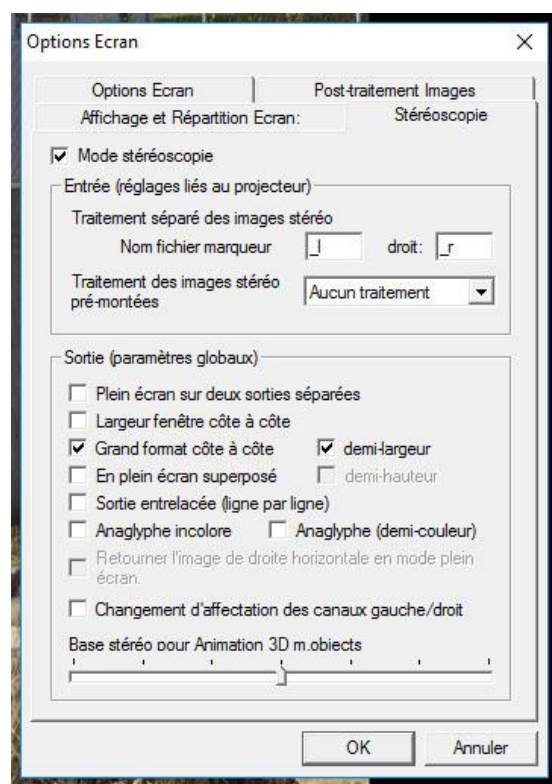 Options Ecran
Options Ecran
Post-traitement Images
Affichage et Répartition Ecran:
Stéréoscopie
Mode stéréoscopie
Entrée (réglages liés au projecteur)
Traitement séparé des images stéréo
Nom fichier marqueur _l droit: _r
Traitement des images stéréo
pré-montées
Aucun traitement
Sortie (paramètres globaux)
Plein écran sur deux sorties séparées
Largeur fenêtre côte à côte
Grand format côte à côte demi-largeur
En plein écran superposé demi-hauteur
Sortie entrelacée (ligne par ligne)
Anaglyphe incolore Anaglyphe (demi-couleur)
Retourner l'image de droite horizontale en mode plein
écran.
Changement d'affectation des canaux gauche/droit
Base stéréo pour Animation 3D m.objects
OK Annuler